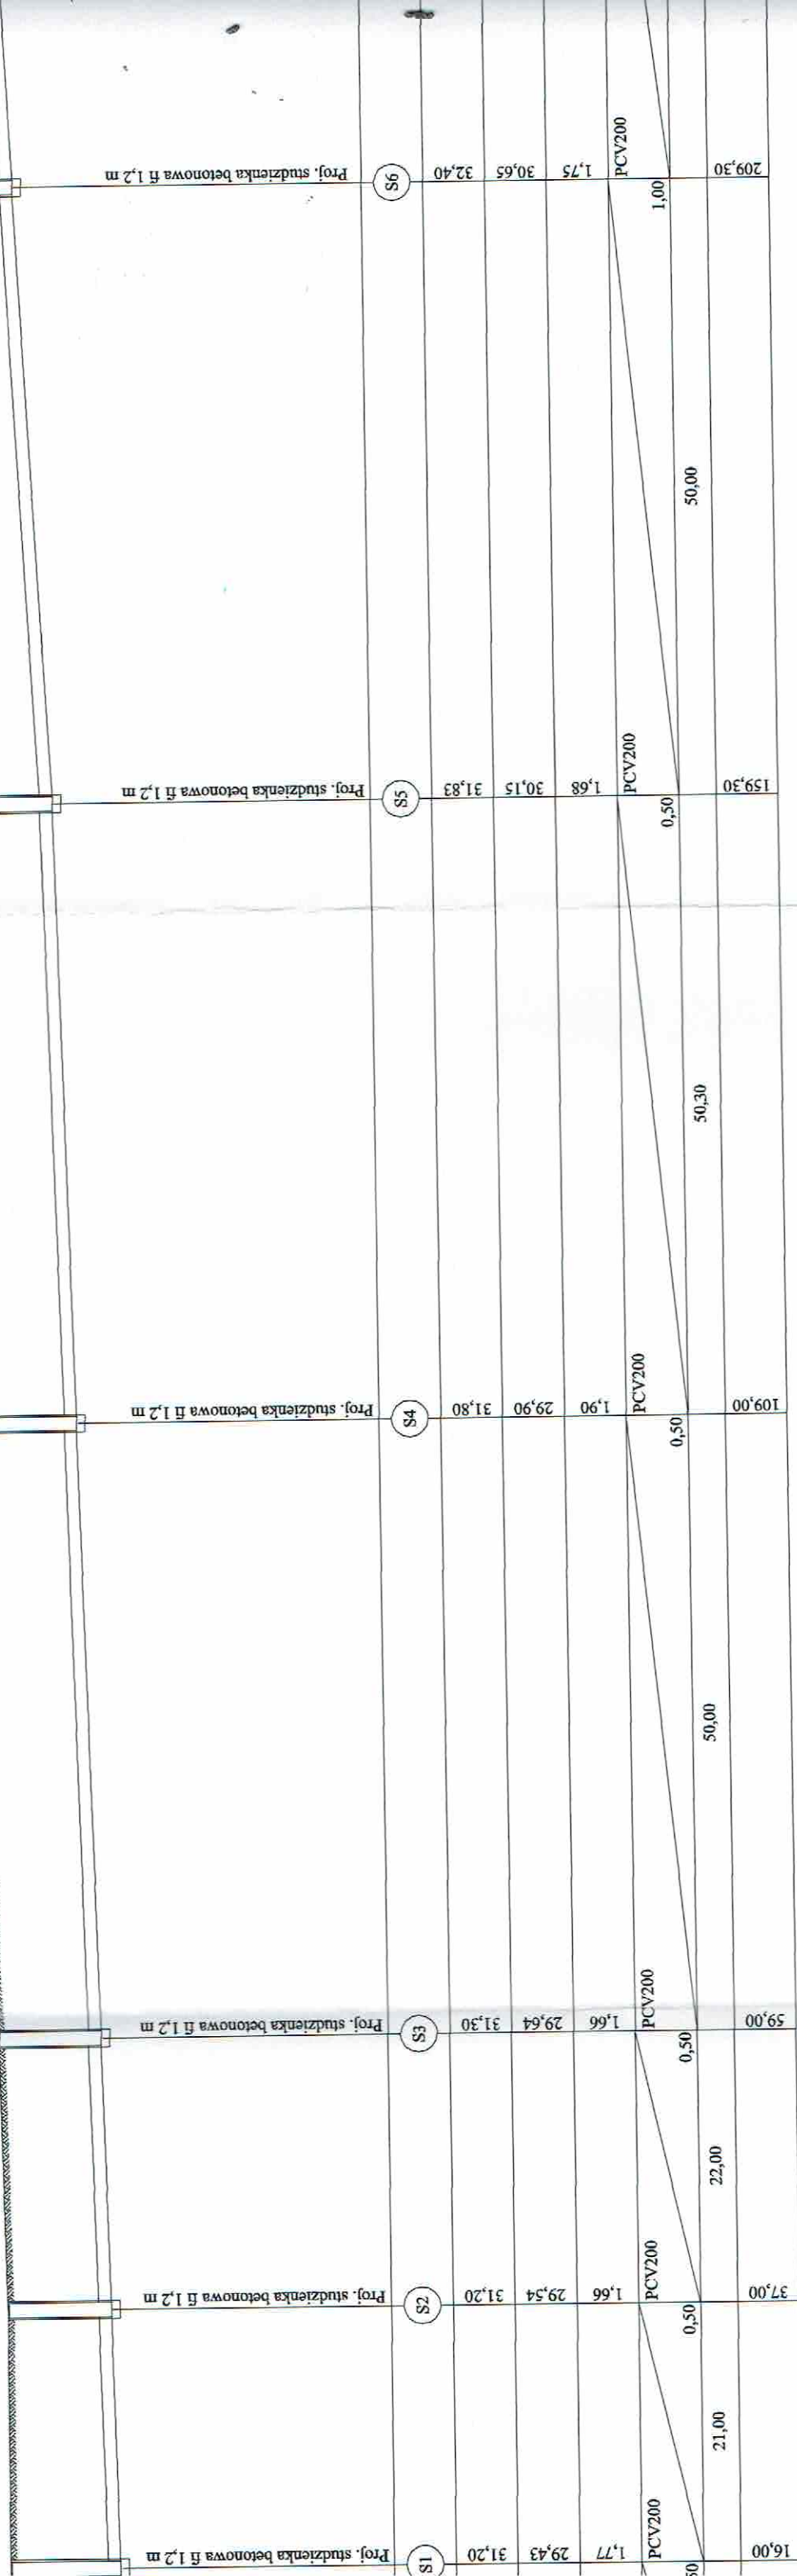 Proj. studzienka betonowa fi 1,2 m
S6
32,40
30,65
1,75
PCV200
1,00
209,30
50,00
Proj. studzienka betonowa fi 1,2 m
S5
31,83
30,15
1,68
PCV200
0,50
159,30
50,30
Proj. studzienka betonowa fi 1,2 m
S4
31,80
29,90
1,90
PCV200
0,50
109,00
50,00
Proj. studzienka betonowa fi 1,2 m
S3
31,30
29,64
1,66
PCV200
0,50
59,00
22,00
Proj. studzienka betonowa fi 1,2 m
S2
31,20
29,54
1,66
PCV200
0,50
37,00
21,00
Proj. studzienka betonowa fi 1,2 m
S1
31,20
29,43
1,77
PCV200
16,00